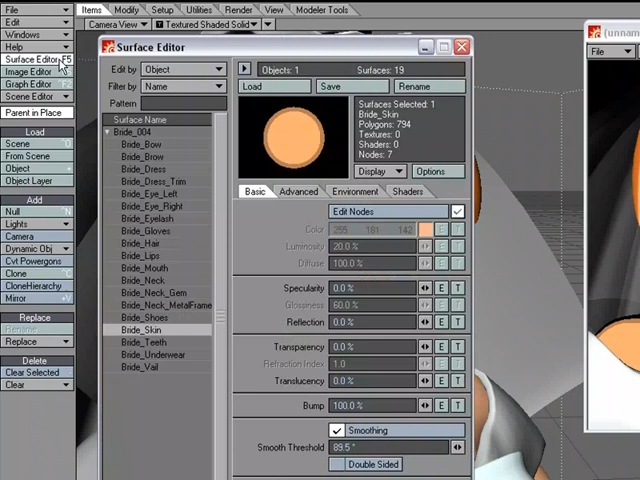 File
Items
Modify
Setup
Utilities
Render
View
Modeler Tools
Edit
Camera View
Textured Shaded Solid
Windows
Help
Surface Editor F5
Image Editor
Graph Editor
Scene Editor
Parent in Place
Load
Scene
From Scene
Object
Object Layer
Add
Null
Lights
Camera
Dynamic Obj
Cvt Powergons
Clone
CloneHierarchy
Mirror +V
Replace
Rename
Replace
Delete
Clear Selected
Clear
Surface Editor
Edit by
Object
Filter by
Name
Pattern
Surface Name
Bride_004
Bride_Bow
Bride_Brow
Bride_Dress
Bride_Dress_Trim
Bride_Eye_Left
Bride_Eye_Right
Bride_Eyelash
Bride_Gloves
Bride_Hair
Bride_Lips
Bride_Mouth
Bride_Neck
Bride_Neck_Gem
Bride_Neck_MetalFrame
Bride_Shoes
Bride_Skin
Bride_Teeth
Bride_Underwear
Bride_Vail
Objects: 1
Surfaces: 19
Load
Save
Rename
Surfaces Selected: 1
Bride_Skin
Polygons: 794
Textures: 0
Shaders: 0
Nodes: 7
Display
Options
Basic
Advanced
Environment
Shaders
Edit Nodes
Color 255 181 142 E T
Luminosity 20.0 % E T
Diffuse 100.0 % E T
Specularity 0.0 % E T
Glossiness 60.0 % E T
Reflection 0.0 % E T
Transparency 0.0 % E T
Refraction Index 1.0 E T
Translucency 0.0 % E T
Bump 100.0 % E T
Smoothing
Smooth Threshold 89.5 °
Double Sided
(unnam
File